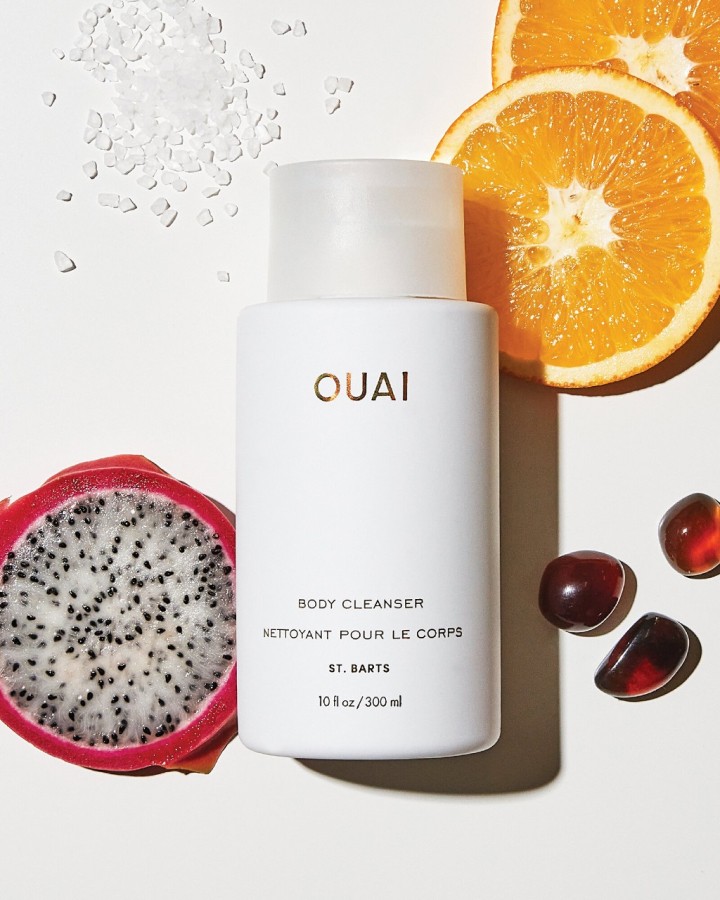 OUAI
BODY CLEANSER
NETTOYANT POUR LE CORPS
ST. BARTS
10 fl oz/300 ml